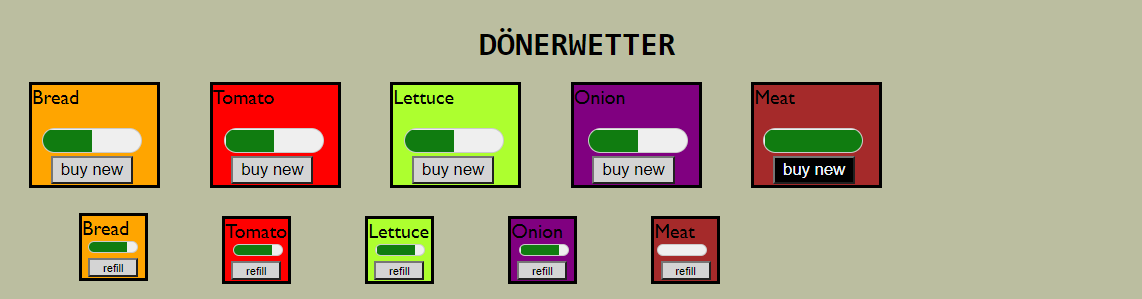 DÖNERWETTER
Bread Tomato Lettuce Onion Meat
buy new buy new buy new buy new buy new
Bread Tomato Lettuce Onion Meat
refill refill refill refill refill